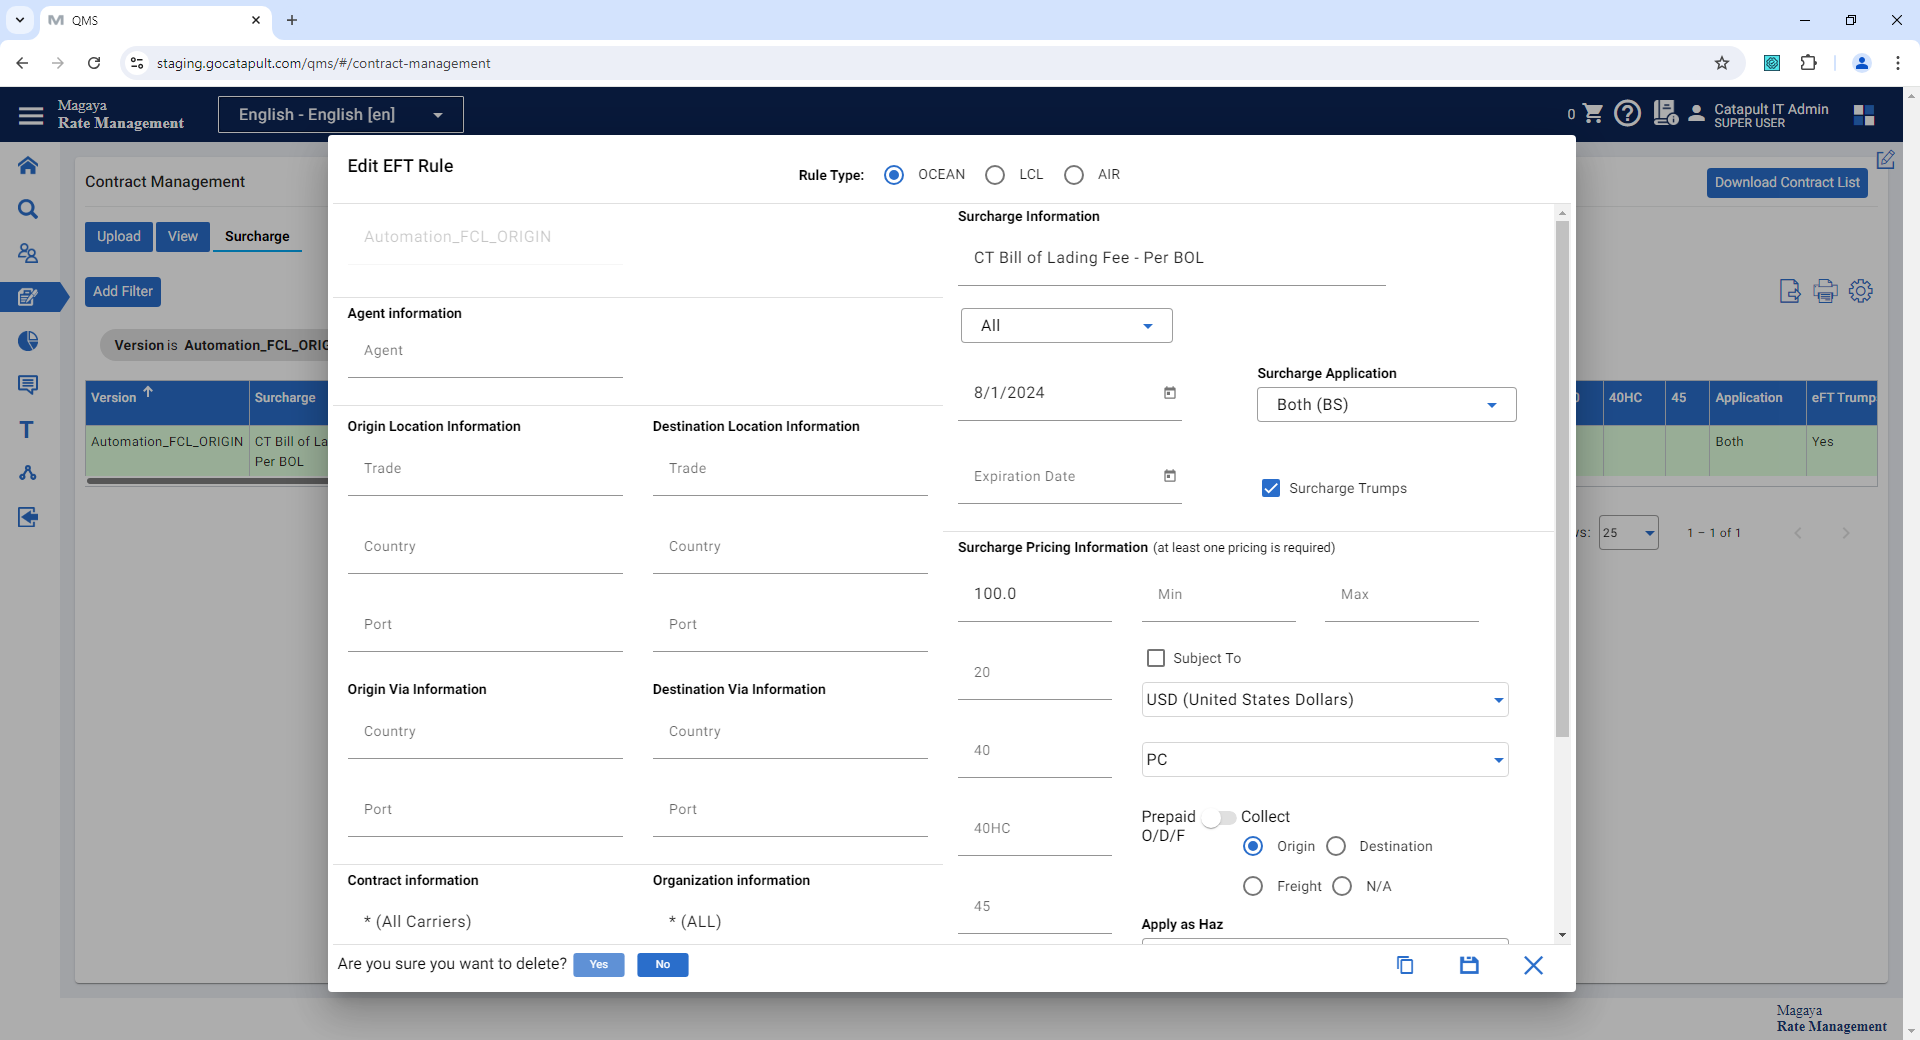 QMS
staging.gocatapult.com/qms/#/contract-management
Magaya
Rate Management
English - English [en]
0
Catapult IT Admin
SUPER USER
Contract Management
Download Contract List
Upload
View
Surcharge
Add Filter
Version is Automation_FCL_ORIG
Version
Surcharge
40HC
45
Application
eFT Trump
Automation_FCL_ORIGIN
CT Bill of La
Per BOL
Both
Yes
25
1 – 1 of 1
Edit EFT Rule
Rule Type:
OCEAN
LCL
AIR
Automation_FCL_ORIGIN
Agent information
Agent
Origin Location Information
Destination Location Information
Trade
Trade
Country
Country
Port
Port
Origin Via Information
Destination Via Information
Country
Country
Port
Port
Contract information
Organization information
* (All Carriers)
* (ALL)
Surcharge Information
CT Bill of Lading Fee - Per BOL
All
8/1/2024
Surcharge Application
Both (BS)
Expiration Date
Surcharge Trumps
Surcharge Pricing Information (at least one pricing is required)
100.0
Min
Max
20
Subject To
USD (United States Dollars)
40
PC
40HC
Prepaid
Collect
O/D/F
Origin
Destination
Freight
N/A
45
Apply as Haz
Are you sure you want to delete?
Yes
No
Magaya
Rate Management